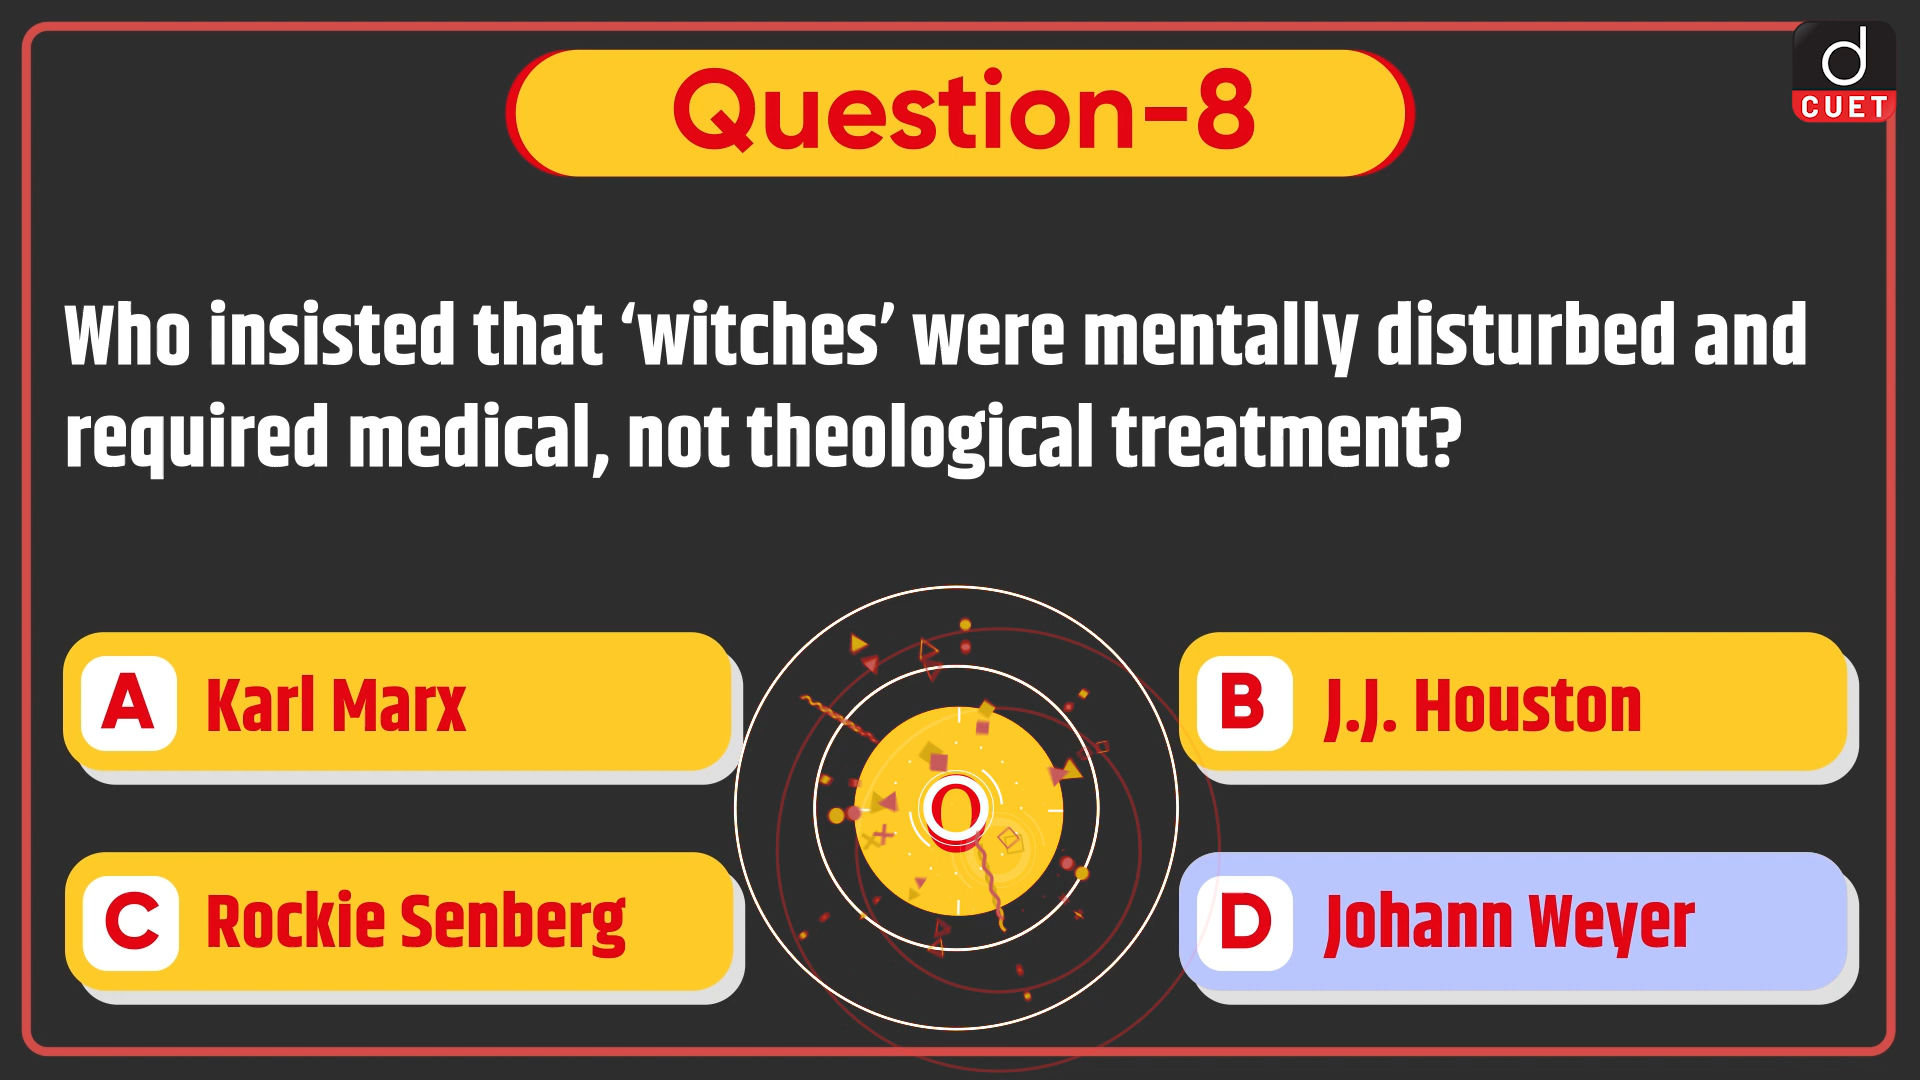 d
CUET
Question-8
Who insisted that ‘witches’ were mentally disturbed and
required medical, not theological treatment?
A Karl Marx
B J.J. Houston
0
C Rockie Senberg
D Johann Weyer